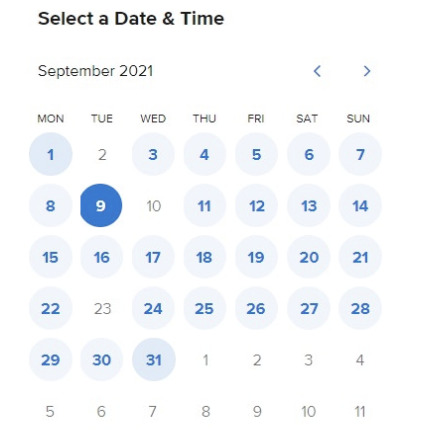 Select a Date & Time
September 2021 < >
MON TUE WED THU FRI SAT SUN
1 2 3 4 5 6 7
8 9 10 11 12 13 14
15 16 17 18 19 20 21
22 23 24 25 26 27 28
29 30 31 1 2 3 4
5 6 7 8 9 10 11